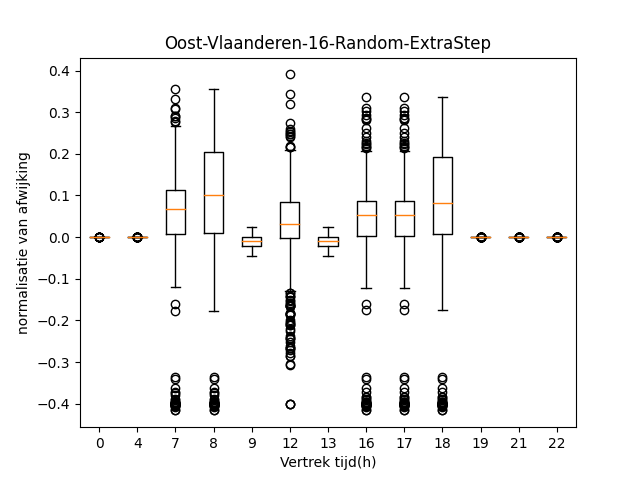 Oost-Vlaanderen-16-Random-ExtraStep
normalisatie van afwijking
0.4
0.3
0.2
0.1
0.0
−0.1
−0.2
−0.3
−0.4
0 4 7 8 9 12 13 16 17 18 19 21 22
Vertrek tijd(h)